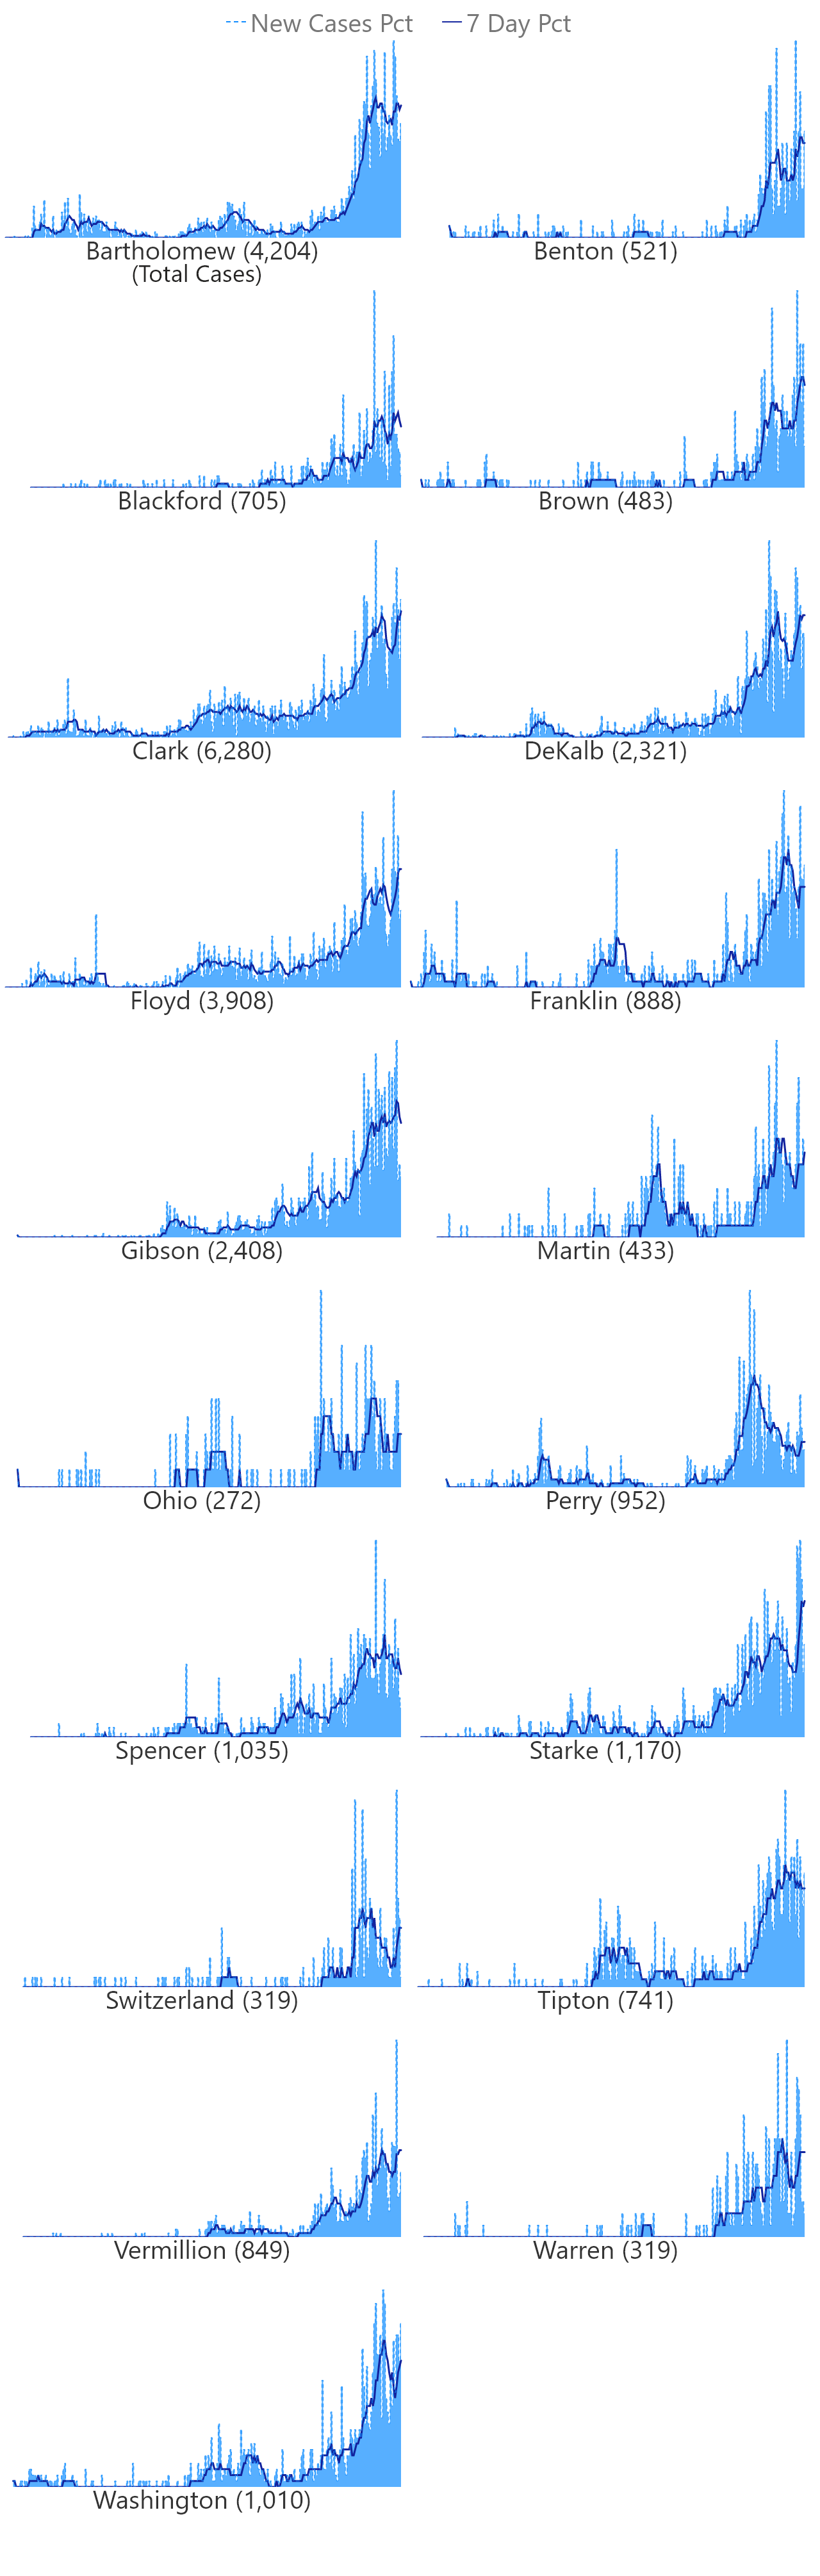 New Cases Pct 7 Day Pct
Bartholomew (4,204) Benton (521)
(Total Cases)
Blackford (705) Brown (483)
Clark (6,280) DeKalb (2,321)
Floyd (3,908) Franklin (888)
Gibson (2,408) Martin (433)
Ohio (272) Perry (952)
Spencer (1,035) Starke (1,170)
Switzerland (319) Tipton (741)
Vermillion (849) Warren (319)
Washington (1,010)